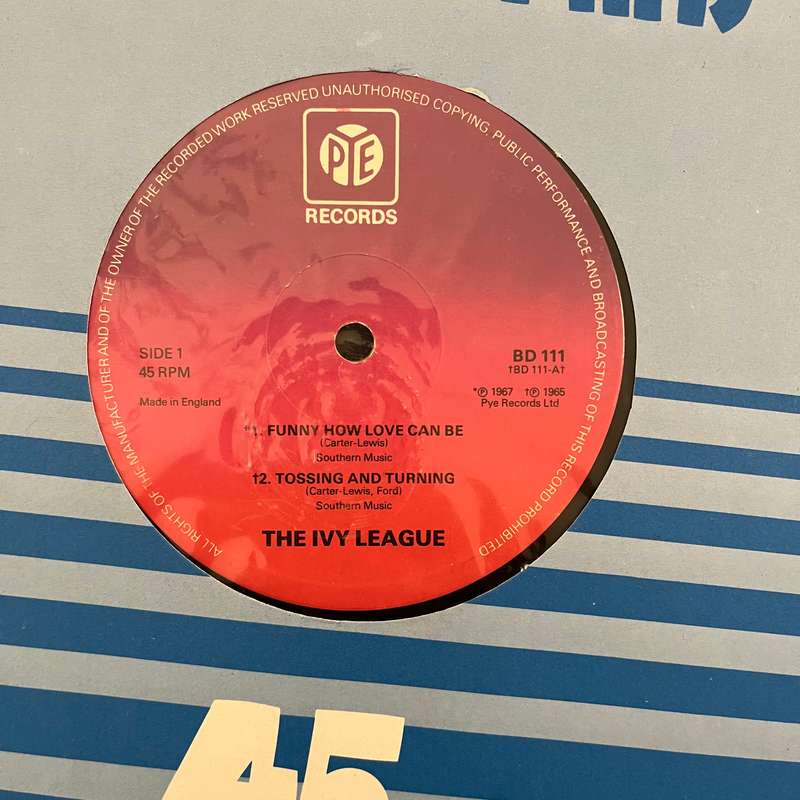 ALL RIGHTS OF THE MANUFACTURER AND OF THE OWNER OF THE RECORDED WORK RESERVED UNAUTHORISED COPYING, PUBLIC PERFORMANCE AND BROADCASTING OF THIS RECORD PROHIBITED
PYE
RECORDS
SIDE 1
45 RPM
Made in England
BD 111
†BD 111-A†
*℗ 1967 †℗ 1965
Pye Records Ltd
*1. FUNNY HOW LOVE CAN BE
(Carter-Lewis)
Southern Music
†2. TOSSING AND TURNING
(Carter-Lewis, Ford)
Southern Music
THE IVY LEAGUE
45